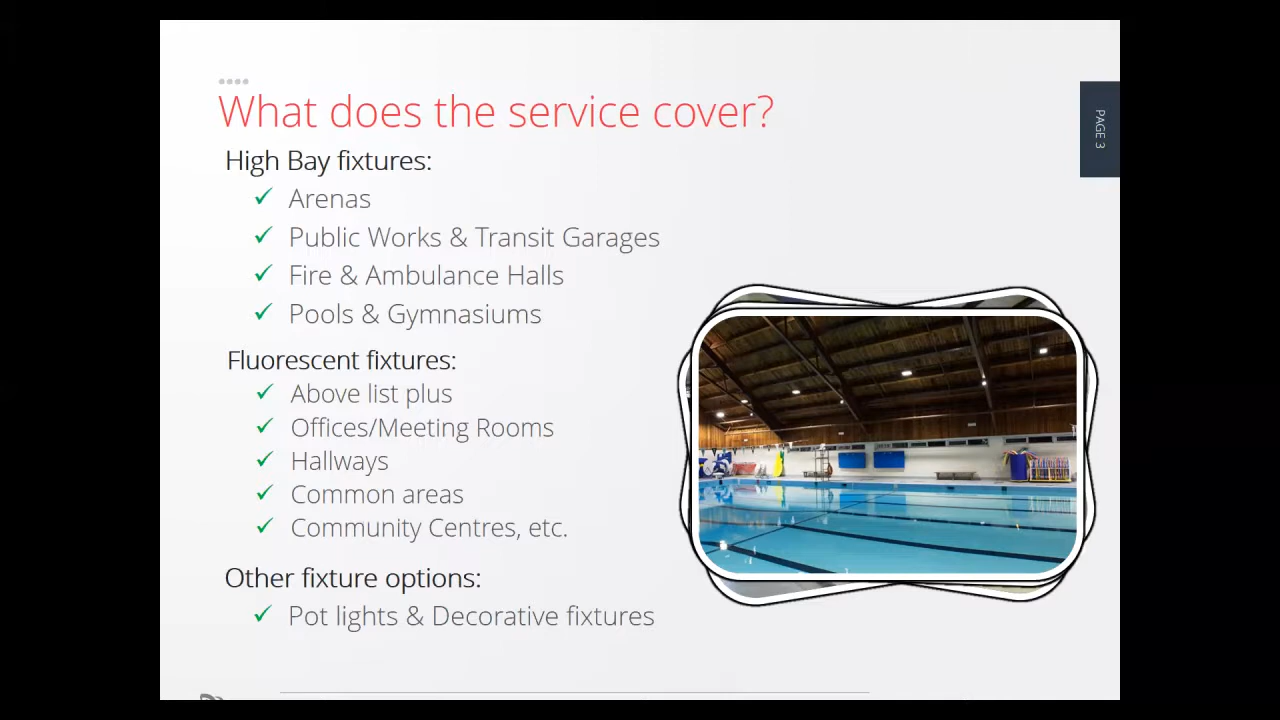 What does the service cover?
PAGE 3
High Bay fixtures:
✓ Arenas
✓ Public Works & Transit Garages
✓ Fire & Ambulance Halls
✓ Pools & Gymnasiums
Fluorescent fixtures:
✓ Above list plus
✓ Offices/Meeting Rooms
✓ Hallways
✓ Common areas
✓ Community Centres, etc.
Other fixture options:
✓ Pot lights & Decorative fixtures